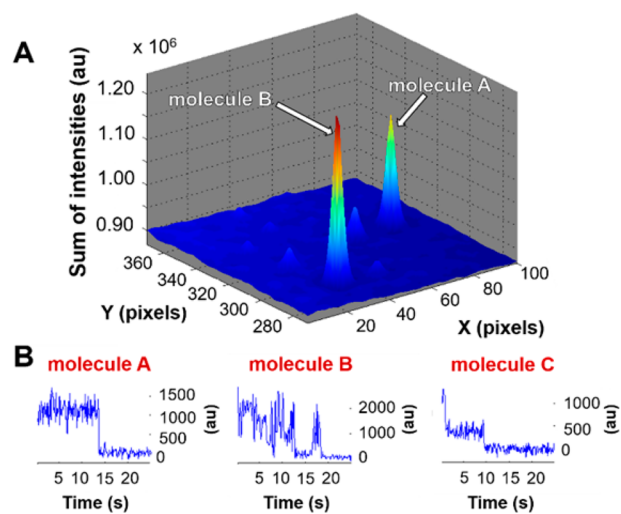 A
x 10⁶
Sum of intensities (au)
1.20
1.10
1.00
0.90
molecule B
molecule A
360
340
320
300
280
Y (pixels)
20
40
60
80
100
X (pixels)
B
molecule A
molecule B
molecule C
1500
1000
500
0
(au)
5 10 15 20
Time (s)
2000
1000
0
(au)
5 10 15 20
Time (s)
1000
500
0
(au)
5 10 15 20
Time (s)